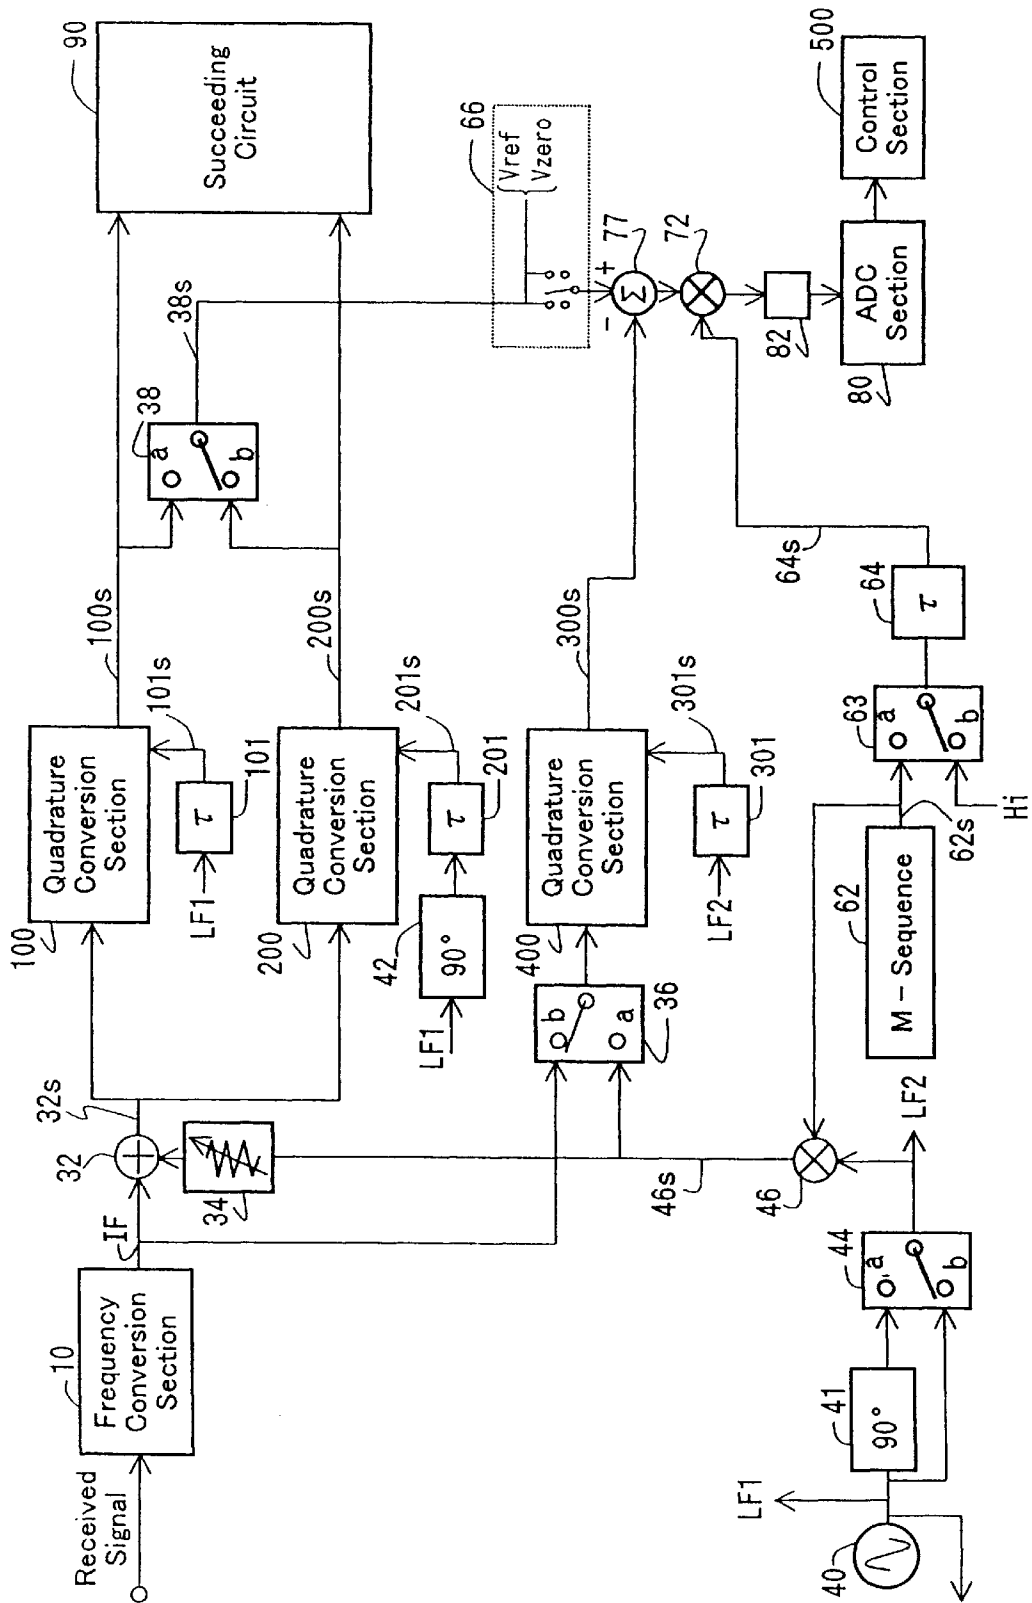 Received
Signal
10
Frequency
Conversion
Section
IF
32
32s
34
100
Quadrature
Conversion
Section
LF1
τ
101
101s
100s
200
Quadrature
Conversion
Section
LF1
42
90°
τ
201
201s
200s
38
a
b
38s
90
Succeeding
Circuit
36
b
a
400
Quadrature
Conversion
Section
LF2
τ
301
301s
300s
66
Vref
Vzero
+
−
Σ
77
72
82
80
ADC
Section
500
Control
Section
40
LF1
41
90°
44
a
b
LF2
46
46s
62
M－Sequence
62s
Hi
63
a
b
64
τ
64s